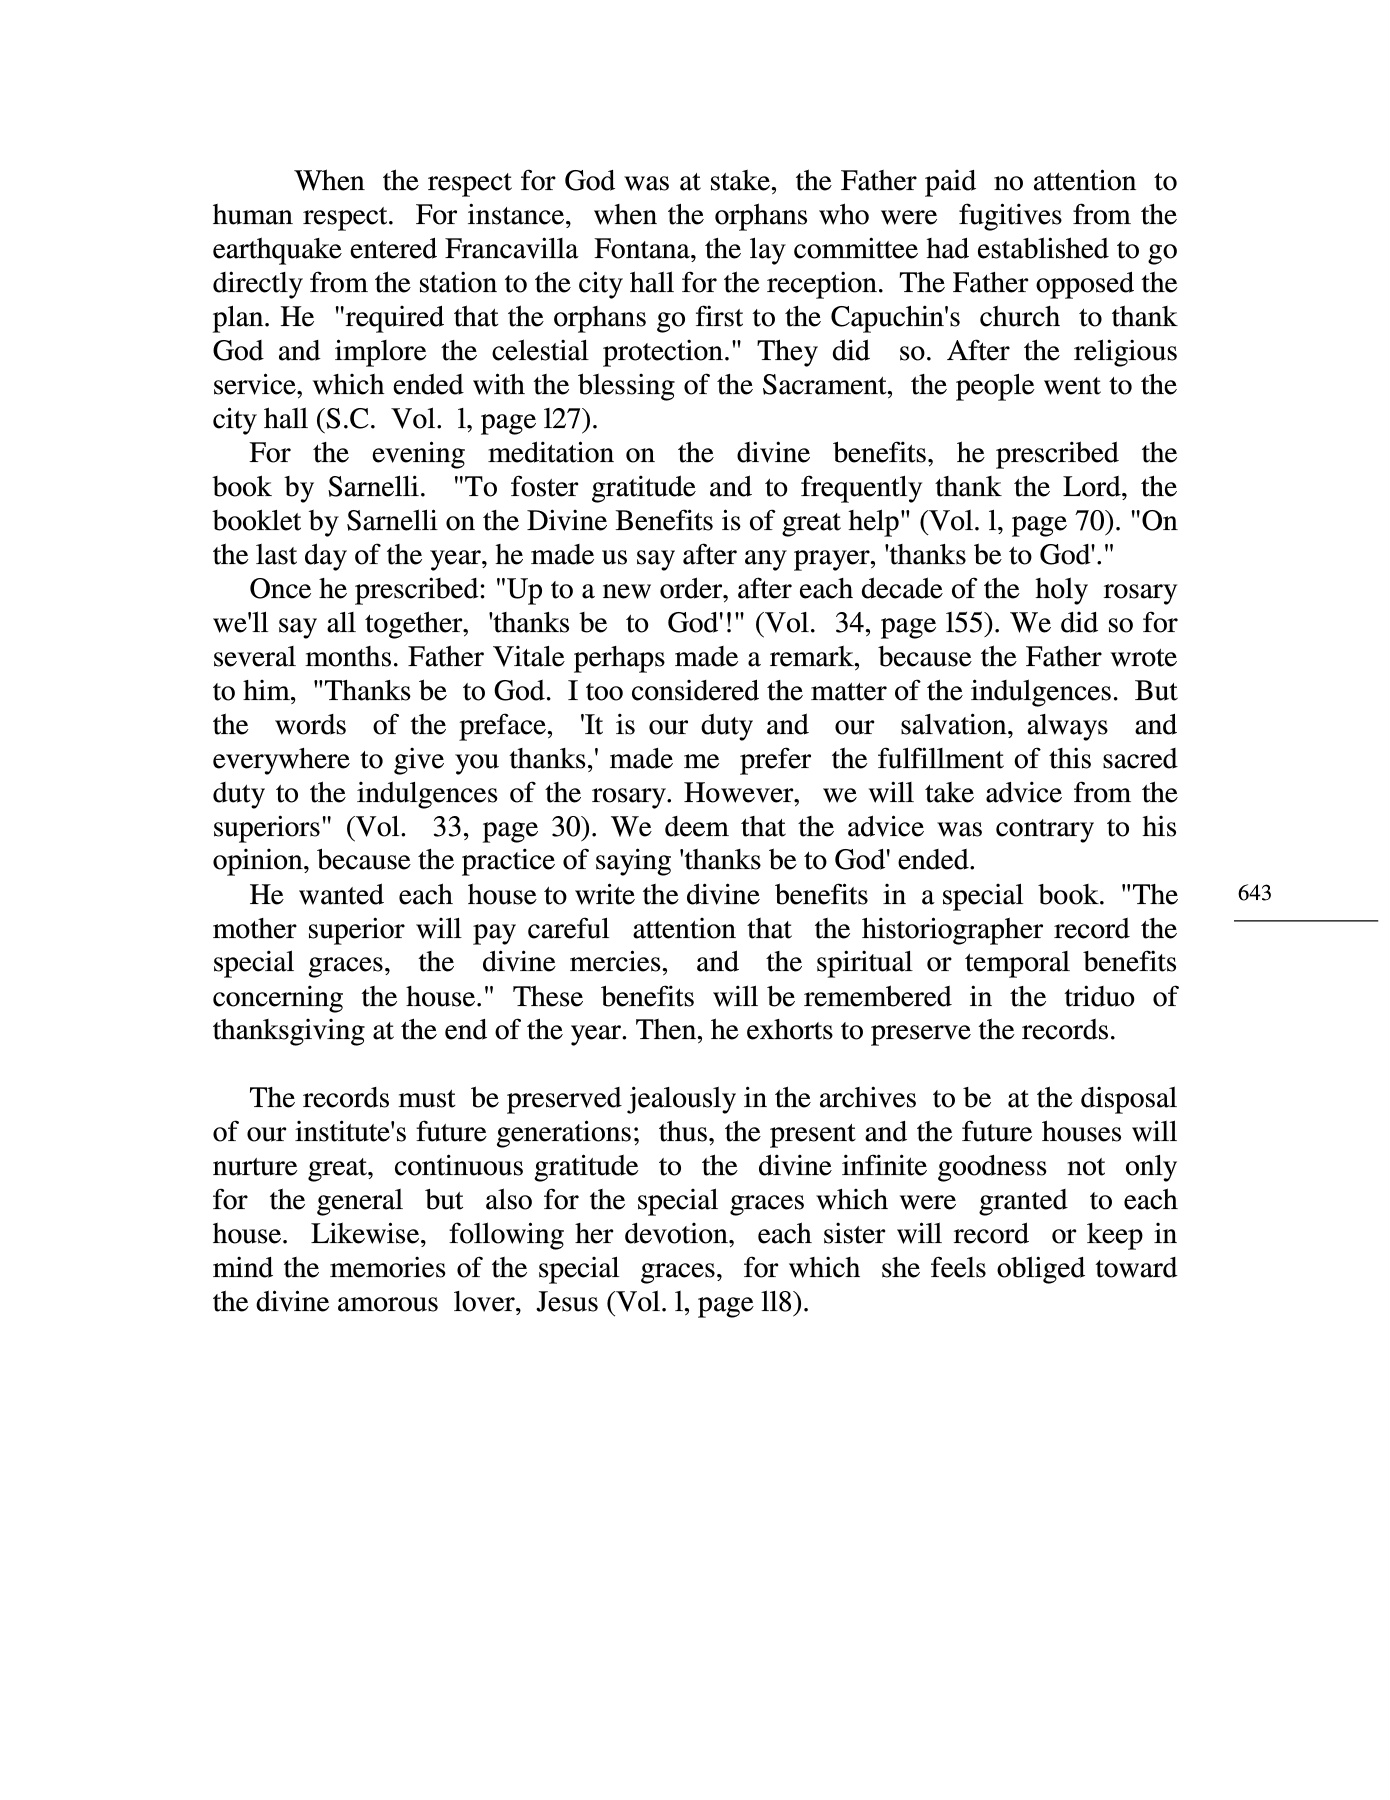 When the respect for God was at stake, the Father paid no attention to
human respect. For instance, when the orphans who were fugitives from the
earthquake entered Francavilla Fontana, the lay committee had established to go
directly from the station to the city hall for the reception. The Father opposed the
plan. He "required that the orphans go first to the Capuchin's church to thank
God and implore the celestial protection." They did so. After the religious
service, which ended with the blessing of the Sacrament, the people went to the
city hall (S.C. Vol. l, page l27).
For the evening meditation on the divine benefits, he prescribed the
book by Sarnelli. "To foster gratitude and to frequently thank the Lord, the
booklet by Sarnelli on the Divine Benefits is of great help" (Vol. l, page 70). "On
the last day of the year, he made us say after any prayer, 'thanks be to God'."
Once he prescribed: "Up to a new order, after each decade of the holy rosary
we'll say all together, 'thanks be to God'!" (Vol. 34, page l55). We did so for
several months. Father Vitale perhaps made a remark, because the Father wrote
to him, "Thanks be to God. I too considered the matter of the indulgences. But
the words of the preface, 'It is our duty and our salvation, always and
everywhere to give you thanks,' made me prefer the fulfillment of this sacred
duty to the indulgences of the rosary. However, we will take advice from the
superiors" (Vol. 33, page 30). We deem that the advice was contrary to his
opinion, because the practice of saying 'thanks be to God' ended.
He wanted each house to write the divine benefits in a special book. "The
mother superior will pay careful attention that the historiographer record the
special graces, the divine mercies, and the spiritual or temporal benefits
concerning the house." These benefits will be remembered in the triduo of
thanksgiving at the end of the year. Then, he exhorts to preserve the records.
643
The records must be preserved jealously in the archives to be at the disposal
of our institute's future generations; thus, the present and the future houses will
nurture great, continuous gratitude to the divine infinite goodness not only
for the general but also for the special graces which were granted to each
house. Likewise, following her devotion, each sister will record or keep in
mind the memories of the special graces, for which she feels obliged toward
the divine amorous lover, Jesus (Vol. l, page ll8).